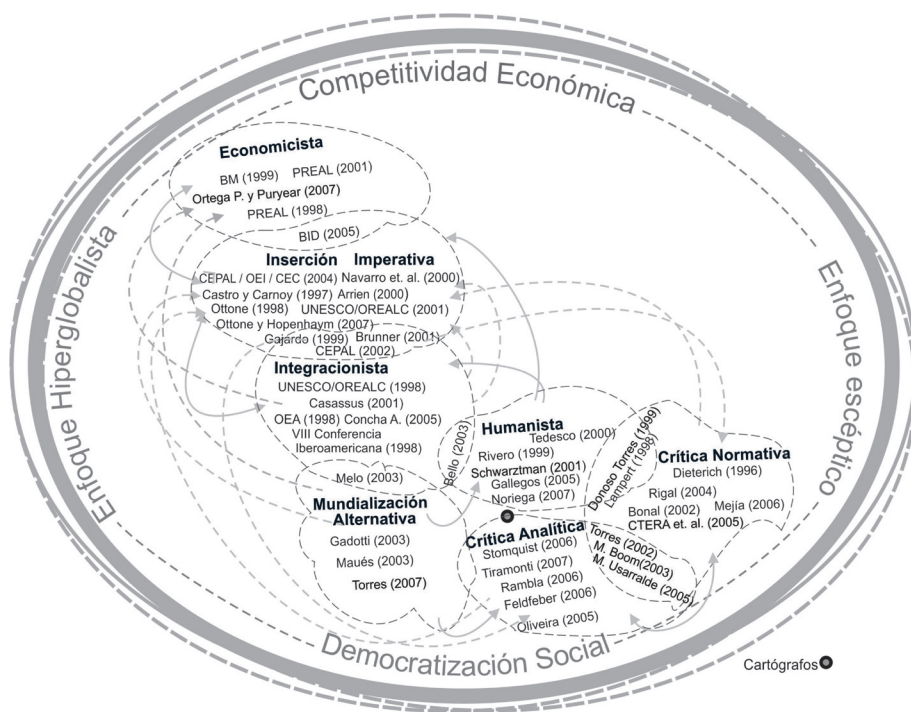 Competitividad Económica
Enfoque Hiperglobalista
Enfoque escéptico
Democratización Social
Economicista
BM (1999) PREAL (2001)
Ortega P. y Puryear (2007)
PREAL (1998)
BID (2005)
Inserción Imperativa
CEPAL / OEI / CEC (2004) Navarro et. al. (2000)
Castro y Carnoy (1997) Arrien (2000)
Ottone (1998) UNESCO/OREALC (2001)
Ottone y Hopenhaym (2007)
Gajardo (1999) Brunner (2001)
CEPAL (2002)
Integracionista
UNESCO/OREALC (1998)
Casassus (2001)
OEA (1998) Concha A. (2005)
VIII Conferencia
Iberoamericana (1998)
Melo (2003)
Bello (2003)
Humanista
Tedesco (2000)
Rivero (1999)
Schwarztman (2001)
Gallegos (2005)
Noriega (2007)
Donoso Torres (1999)
Lampert (1998)
Crítica Normativa
Dieterich (1996)
Rigal (2004)
Bonal (2002) Mejía (2006)
CTERA et. al. (2005)
Mundialización
Alternativa
Gadotti (2003)
Maués (2003)
Torres (2007)
Crítica Analítica
Stomquist (2006)
Tiramonti (2007)
Rambla (2006)
Feldfeber (2006)
Oliveira (2005)
Torres (2002)
M. Boom(2003)
M. Usarralde (2005)
Cartógrafos